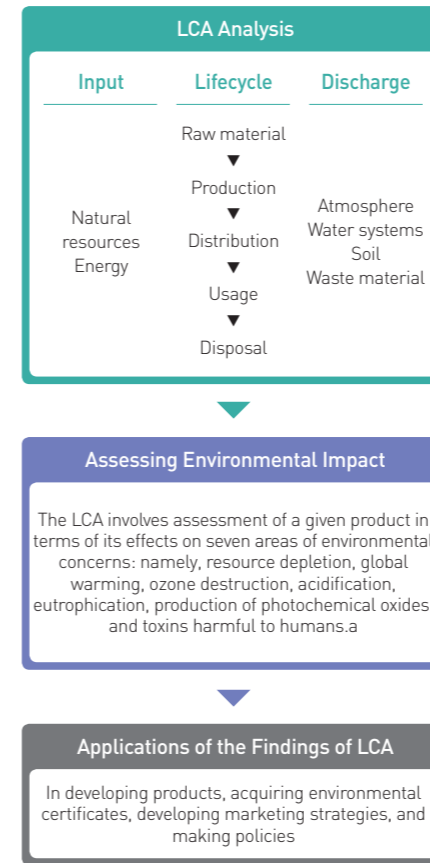 LCA Analysis
Input
Lifecycle
Discharge
Natural
resources
Energy
Raw material
▼
Production
▼
Distribution
▼
Usage
▼
Disposal
Atmosphere
Water systems
Soil
Waste material
Assessing Environmental Impact
The LCA involves assessment of a given product in
terms of its effects on seven areas of environmental
concerns: namely, resource depletion, global
warming, ozone destruction, acidification,
eutrophication, production of photochemical oxides
and toxins harmful to humans.a
Applications of the Findings of LCA
In developing products, acquiring environmental
certificates, developing marketing strategies, and
making policies